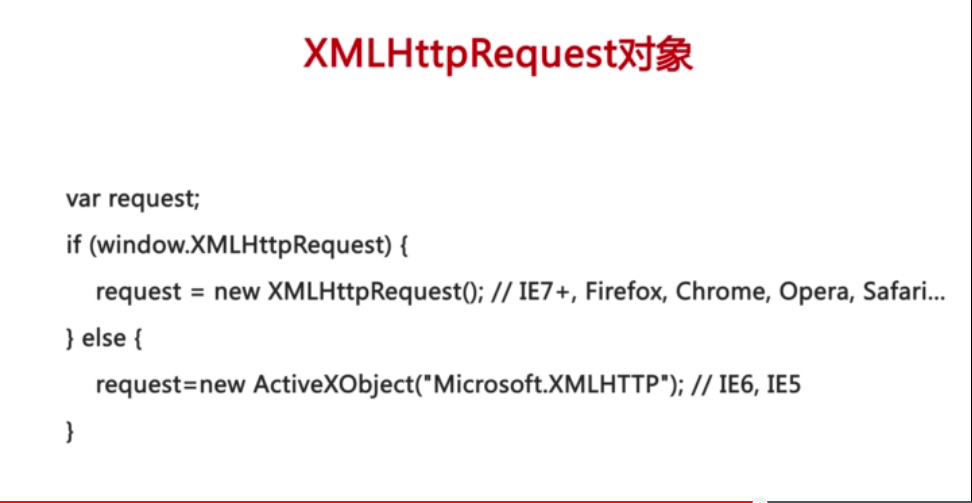 XMLHttpRequest对象
var request;
if (window.XMLHttpRequest) {
request = new XMLHttpRequest(); // IE7+, Firefox, Chrome, Opera, Safari...
} else {
request=new ActiveXObject("Microsoft.XMLHTTP"); // IE6, IE5
}